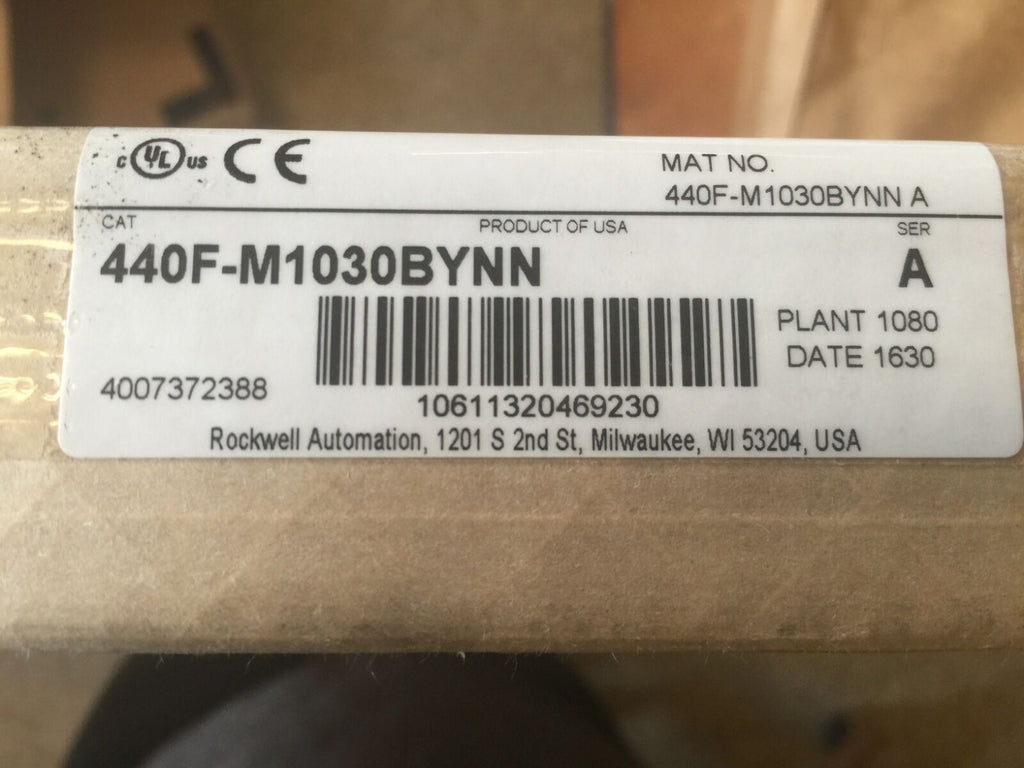 c UL US CE
MAT NO.
440F-M1030BYNN A
CAT
PRODUCT OF USA
SER
440F-M1030BYNN
A
PLANT 1080
DATE 1630
4007372388
10611320469230
Rockwell Automation, 1201 S 2nd St, Milwaukee, WI 53204, USA